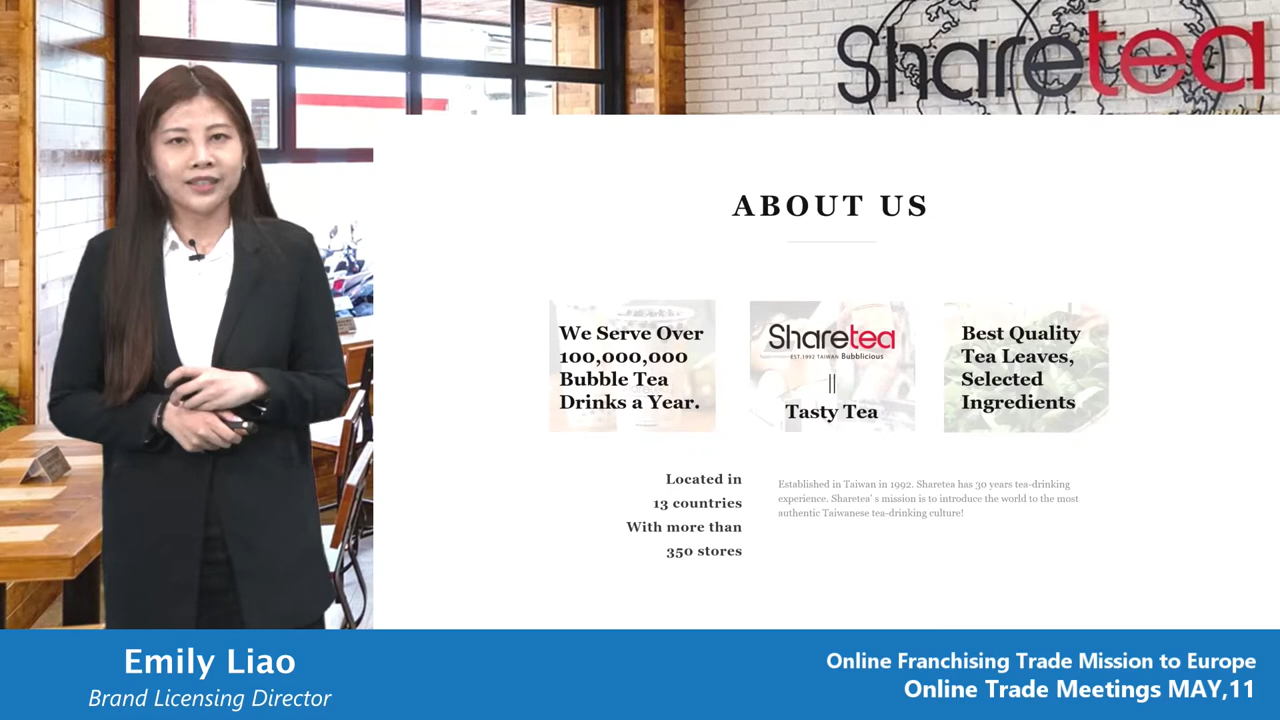 Sharetea
ABOUT US
We Serve Over
100,000,000
Bubble Tea
Drinks a Year.
Sharetea
EST.1992 TAIWAN Bubblicious
||
Tasty Tea
Best Quality
Tea Leaves,
Selected
Ingredients
Located in
13 countries
With more than
350 stores
Established in Taiwan in 1992. Sharetea has 30 years tea-drinking
experience. Sharetea' s mission is to introduce the world to the most
authentic Taiwanese tea-drinking culture!
Emily Liao
Brand Licensing Director
Online Franchising Trade Mission to Europe
Online Trade Meetings MAY,11